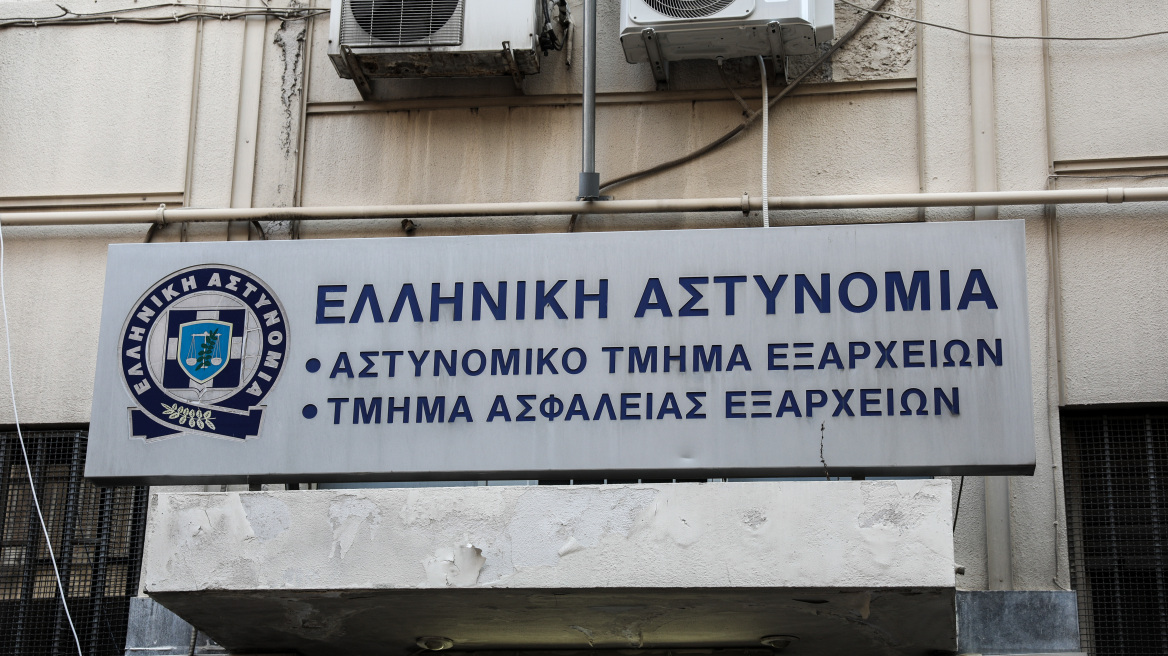 ΕΛΛΗΝΙΚΗ ΑΣΤΥΝΟΜΙΑ
ΕΛΛΗΝΙΚΗ ΑΣΤΥΝΟΜΙΑ
• ΑΣΤΥΝΟΜΙΚΟ ΤΜΗΜΑ ΕΞΑΡΧΕΙΩΝ
• ΤΜΗΜΑ ΑΣΦΑΛΕΙΑΣ ΕΞΑΡΧΕΙΩΝ